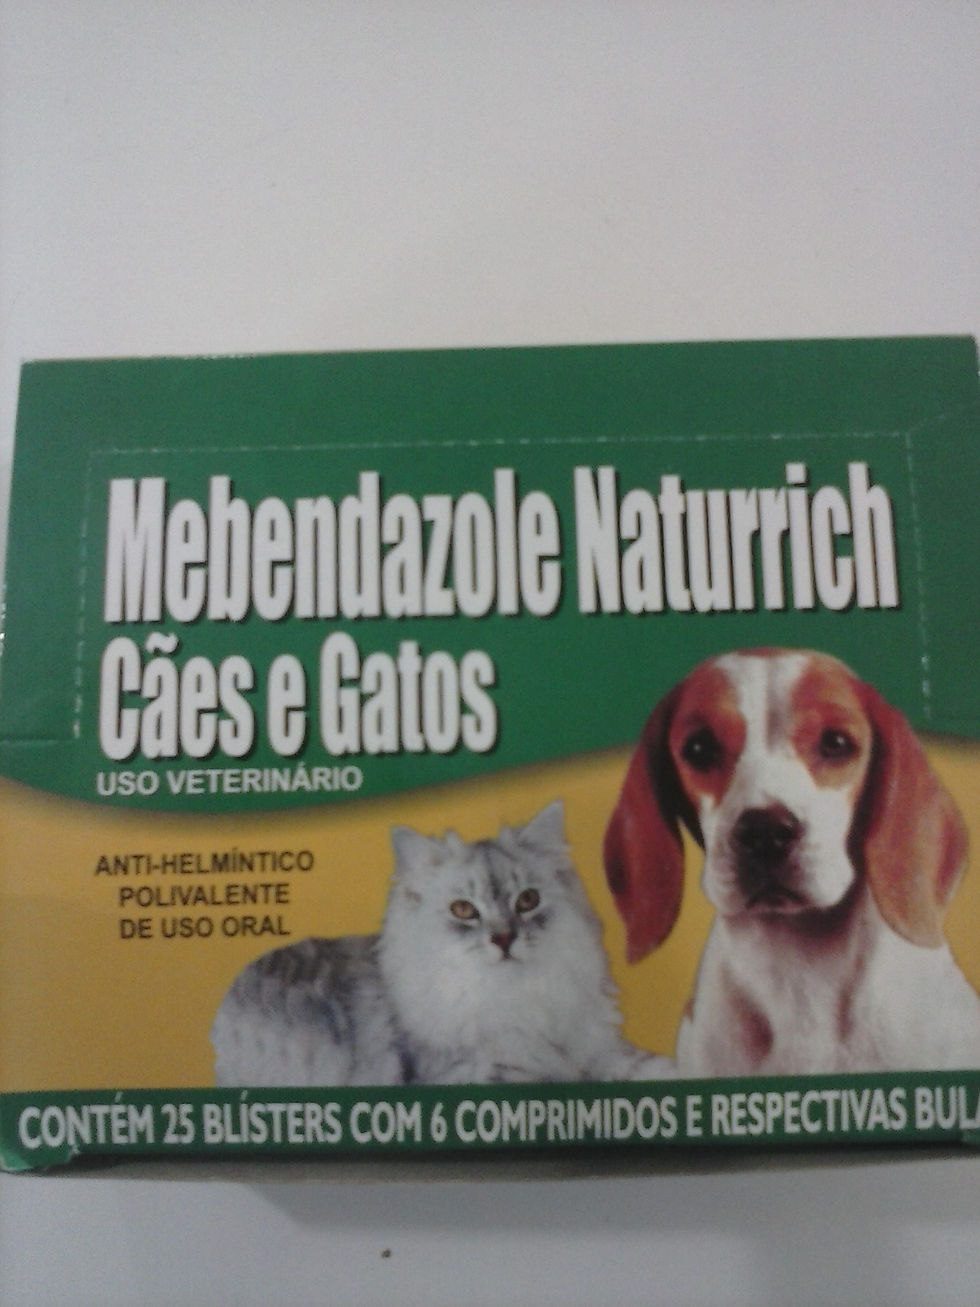 Mebendazole Naturrich
Cães e Gatos
USO VETERINÁRIO
ANTI-HELMÍNTICO
POLIVALENTE
DE USO ORAL
CONTÉM 25 BLÍSTERS COM 6 COMPRIMIDOS E RESPECTIVAS BUL